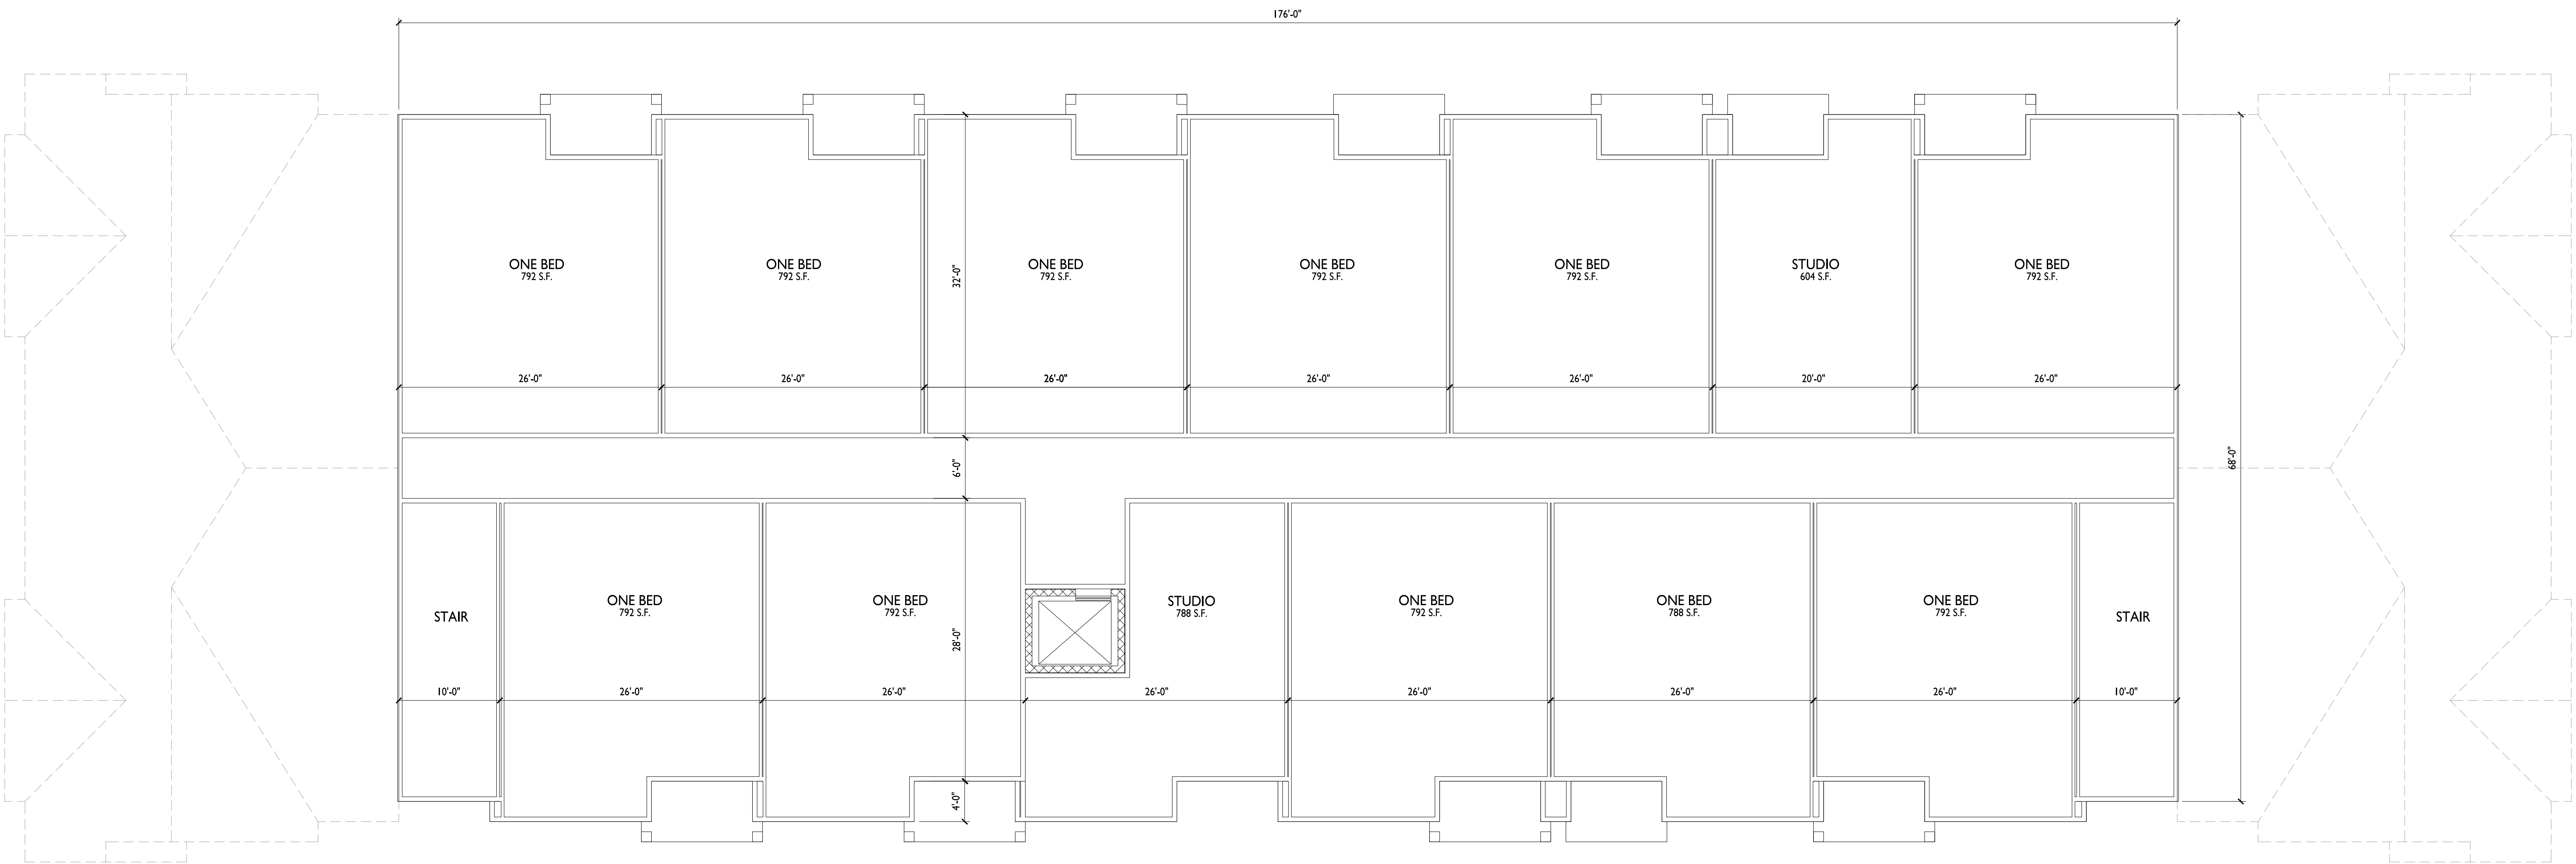 176'-0"
ONE BED
792 S.F.
ONE BED
792 S.F.
ONE BED
792 S.F.
ONE BED
792 S.F.
ONE BED
792 S.F.
STUDIO
604 S.F.
ONE BED
792 S.F.
32'-0"
26'-0"
26'-0"
26'-0"
26'-0"
26'-0"
20'-0"
26'-0"
6'-0"
68'-0"
STAIR
ONE BED
792 S.F.
ONE BED
792 S.F.
28'-0"
STUDIO
788 S.F.
ONE BED
792 S.F.
ONE BED
788 S.F.
ONE BED
792 S.F.
STAIR
10'-0"
26'-0"
26'-0"
26'-0"
26'-0"
26'-0"
26'-0"
10'-0"
4'-0"